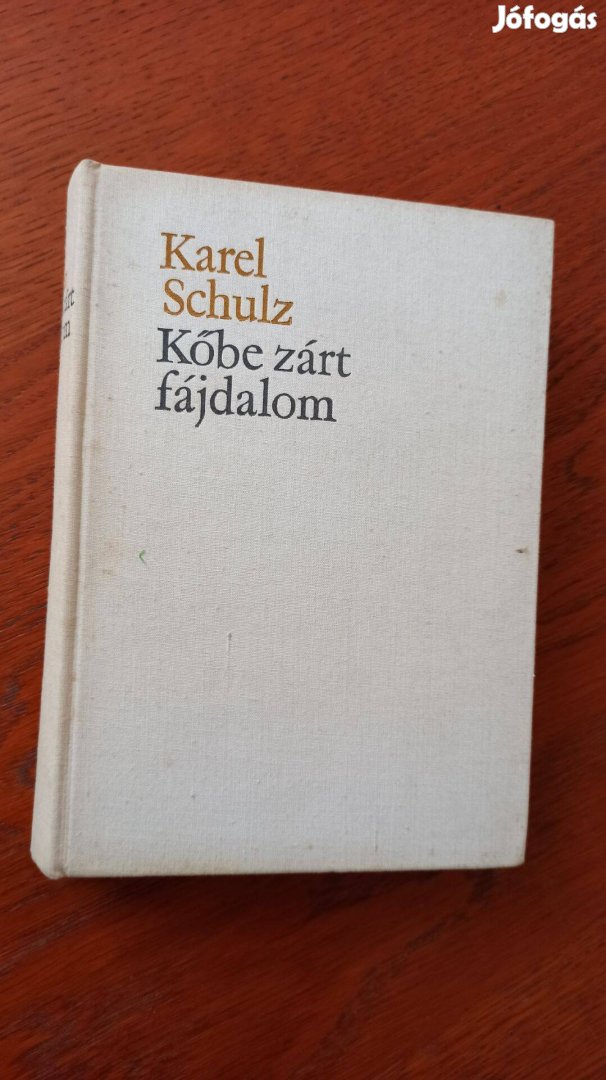 Jófogás
Karel
Schulz
Kőbe zárt
fájdalom